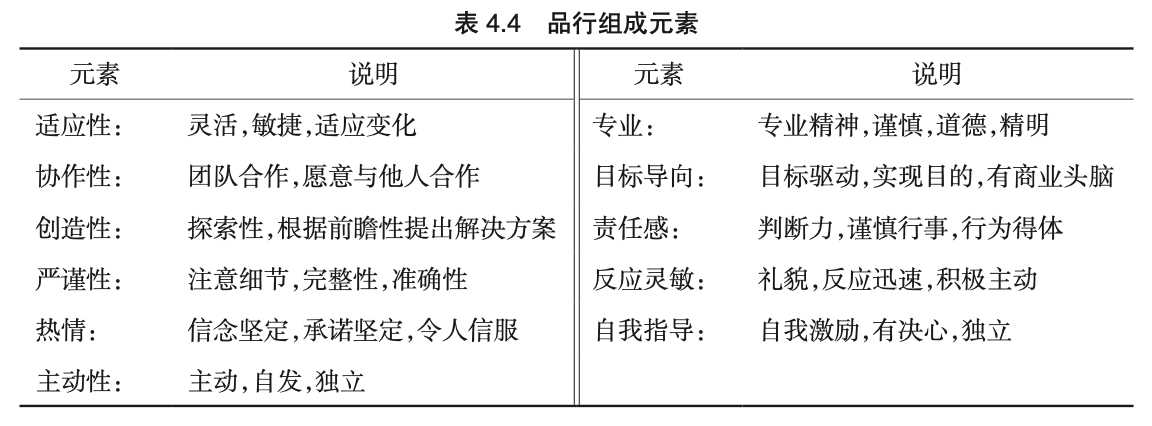 表 4.4 品行组成元素
元素 说明 元素 说明
适应性： 灵活,敏捷,适应变化 专业： 专业精神,谨慎,道德,精明
协作性： 团队合作,愿意与他人合作 目标导向： 目标驱动,实现目的,有商业头脑
创造性： 探索性,根据前瞻性提出解决方案 责任感： 判断力,谨慎行事,行为得体
严谨性： 注意细节,完整性,准确性 反应灵敏： 礼貌,反应迅速,积极主动
热情： 信念坚定,承诺坚定,令人信服 自我指导： 自我激励,有决心,独立
主动性： 主动,自发,独立